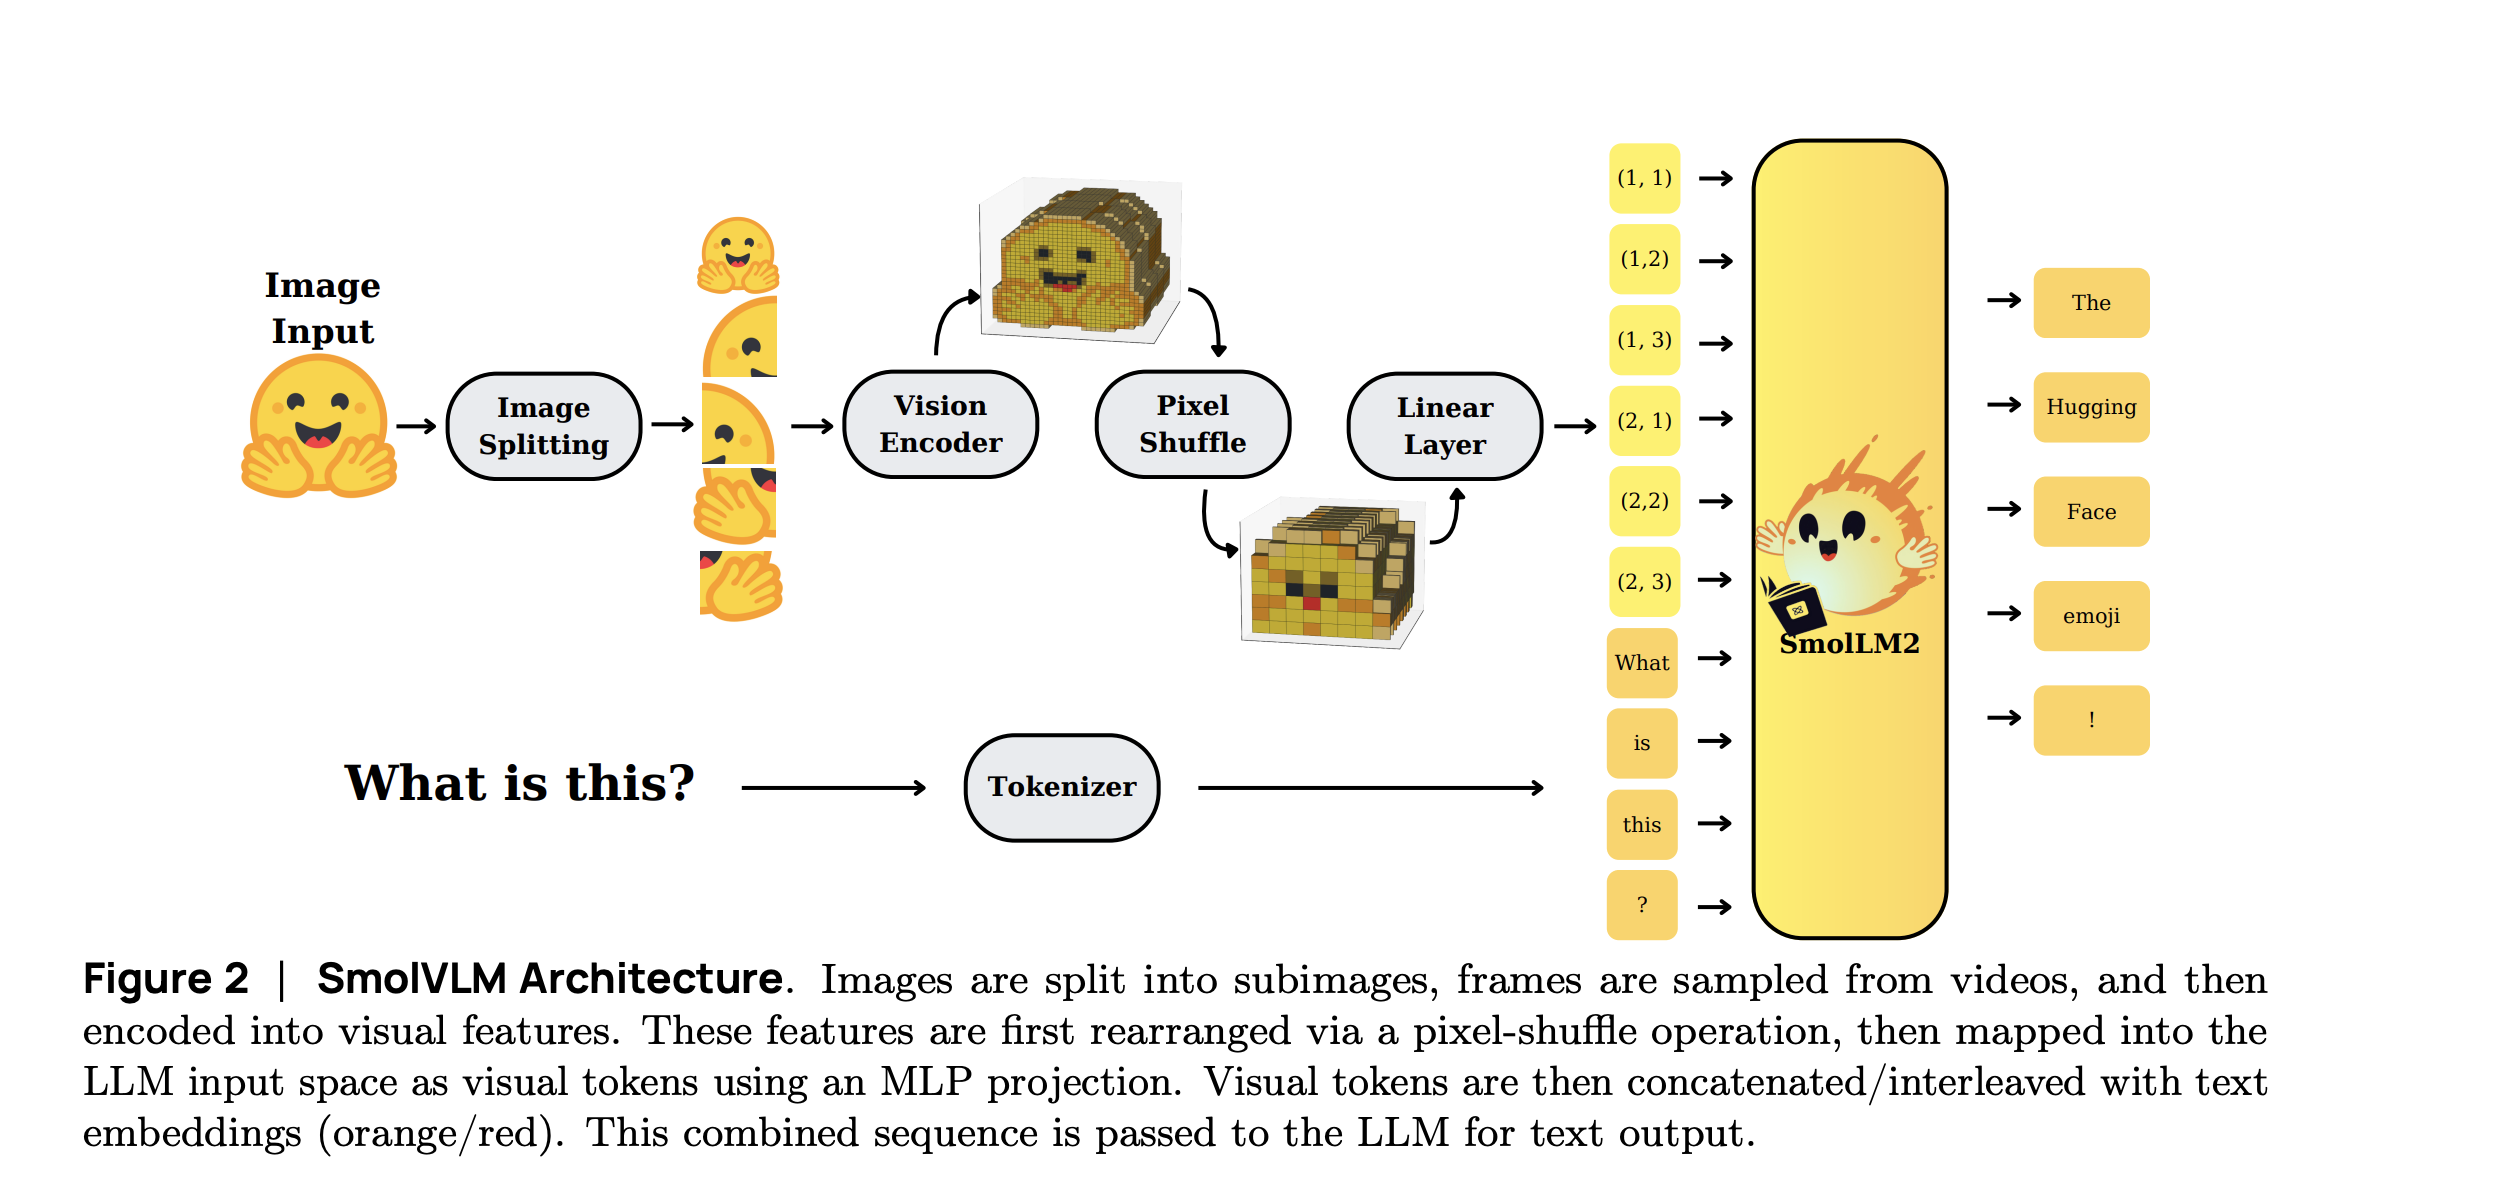 Image
Input
Image
Splitting
Vision
Encoder
Pixel
Shuffle
Linear
Layer
(1, 1)
(1,2)
(1, 3)
(2, 1)
(2,2)
(2, 3)
What
is
this
?
SmolLM2
The
Hugging
Face
emoji
!
What is this?
Tokenizer
Figure 2 | SmolVLM Architecture. Images are split into subimages, frames are sampled from videos, and then
encoded into visual features. These features are first rearranged via a pixel-shuffle operation, then mapped into the
LLM input space as visual tokens using an MLP projection. Visual tokens are then concatenated/interleaved with text
embeddings (orange/red). This combined sequence is passed to the LLM for text output.